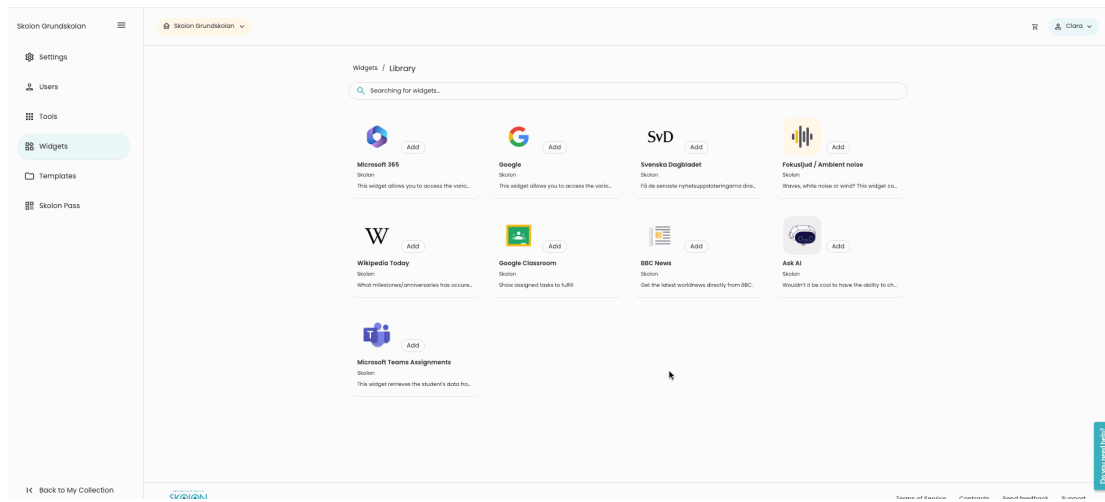 Skolon Grundskolan
Skolon Grundskolan
Clara
Settings
Users
Tools
Widgets
Templates
Skolon Pass
Back to My Collection
Widgets / Library
Searching for widgets..
Add
Microsoft 365
Skolon
This widget allows you to access the vario...
Add
Google
Skolon
This widget allows you to access the vario...
SvD
Add
Svenska Dagbladet
Skolon
Få de senaste nyhetsuppdateringarna dire...
Add
Fokusljud / Ambient noise
Skolon
Waves, white noise or wind? This widget co...
W
Add
Wikipedia Today
Skolon
What milestones/anniversaries has occure...
Add
Google Classroom
Skolon
Show assigned tasks to fulfill
Add
BBC News
Skolon
Get the latest worldnews directly from BBC.
Add
Ask AI
Skolon
Wouldn't it be cool to have the ability to ch...
T
Add
Microsoft Teams Assignments
Skolon
This widget retrieves the student's data fro...
Do you need help?
SKOLON
Terms of Service Contracts Send feedback Support